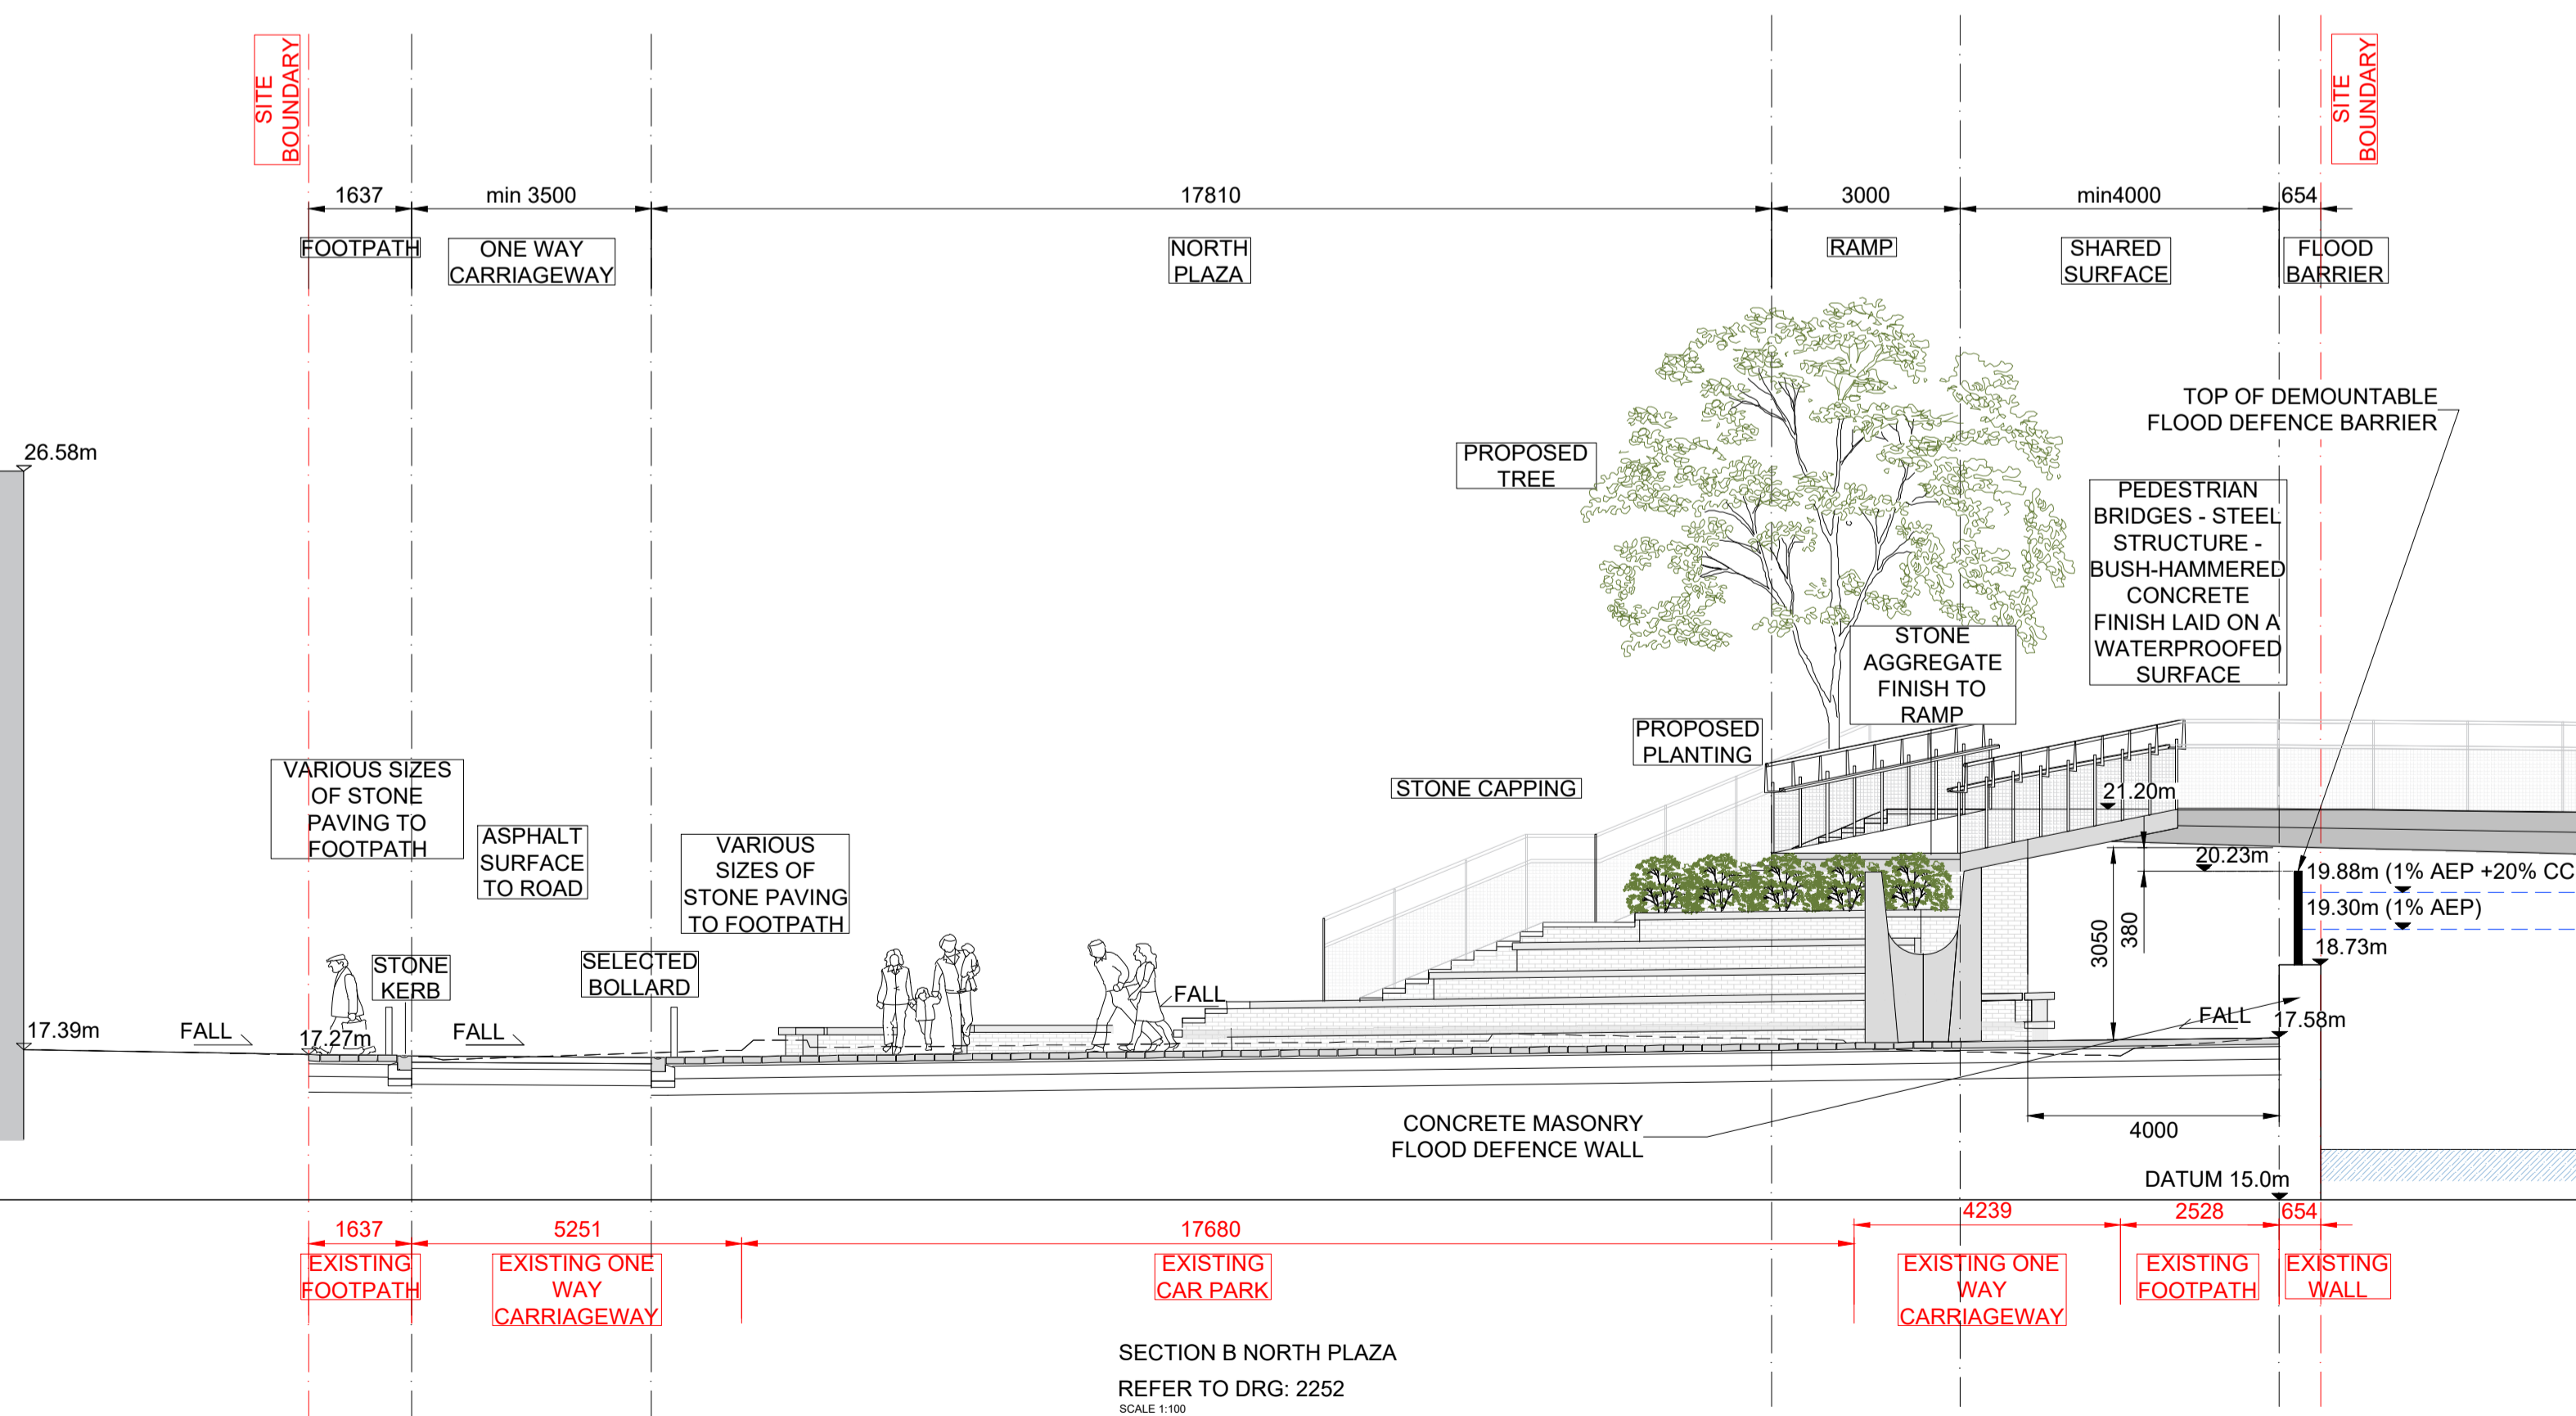 SITE
BOUNDARY
SITE
BOUNDARY
1637
min 3500
17810
3000
min4000
654
FOOTPATH
ONE WAY
CARRIAGEWAY
NORTH
PLAZA
RAMP
SHARED
SURFACE
FLOOD
BARRIER
TOP OF DEMOUNTABLE
FLOOD DEFENCE BARRIER
26.58m
PROPOSED
TREE
PEDESTRIAN
BRIDGES - STEEL
STRUCTURE -
BUSH-HAMMERED
CONCRETE
FINISH LAID ON A
WATERPROOFED
SURFACE
STONE
AGGREGATE
FINISH TO
RAMP
PROPOSED
PLANTING
STONE CAPPING
VARIOUS SIZES
OF STONE
PAVING TO
FOOTPATH
ASPHALT
SURFACE
TO ROAD
VARIOUS
SIZES OF
STONE PAVING
TO FOOTPATH
21.20m
20.23m
19.88m (1% AEP +20% CC
19.30m (1% AEP)
18.73m
3050
380
STONE
KERB
SELECTED
BOLLARD
FALL
17.39m
FALL
17.27m
FALL
FALL
17.58m
CONCRETE MASONRY
FLOOD DEFENCE WALL
4000
DATUM 15.0m
1637
5251
17680
4239
2528
654
EXISTING
FOOTPATH
EXISTING ONE
WAY
CARRIAGEWAY
EXISTING
CAR PARK
EXISTING ONE
WAY
CARRIAGEWAY
EXISTING
FOOTPATH
EXISTING
WALL
SECTION B NORTH PLAZA
REFER TO DRG: 2252
SCALE 1:100